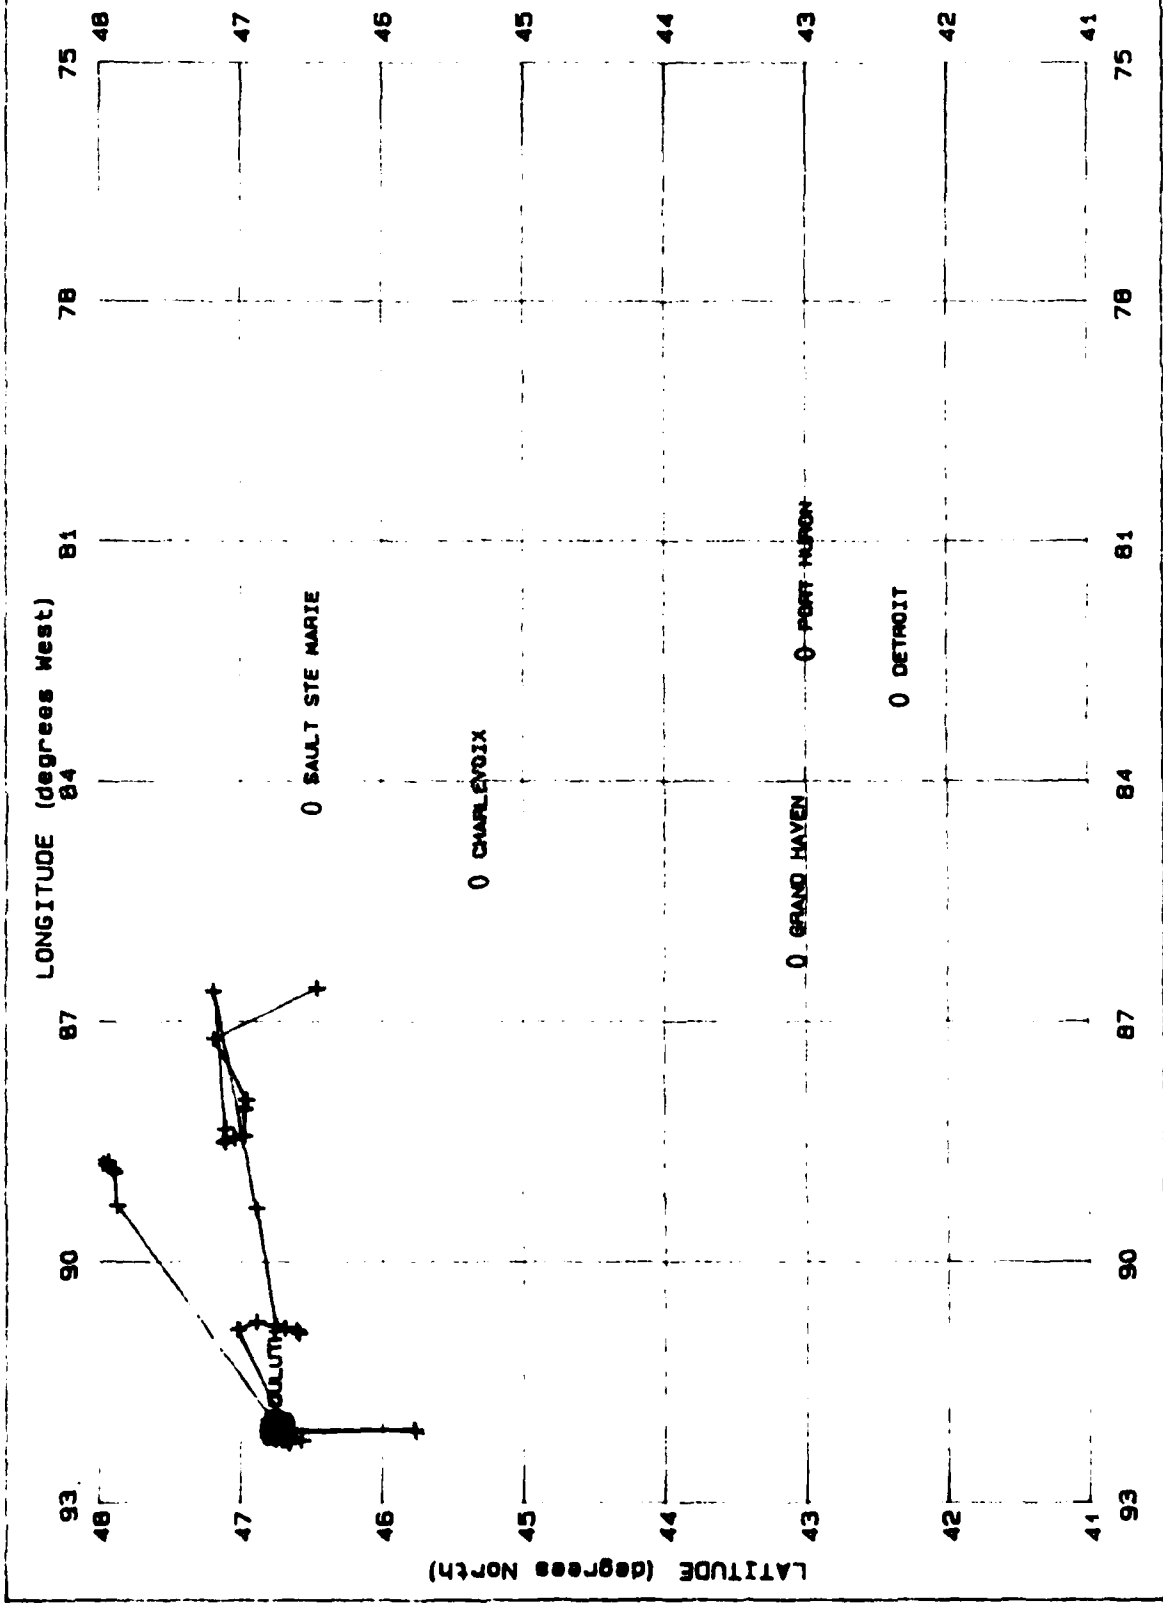 LONGITUDE (degrees West)
93 90 87 84 81 78 75
LATITUDE (degrees North)
48 48
47 47
46 46
45 45
44 44
43 43
42 42
41 41
DULUTH
0 SAULT STE MARIE
0 CHARLEVOIX
0 GRAND HAVEN
0 PORT HURON
0 DETROIT
93 90 87 84 81 78 75